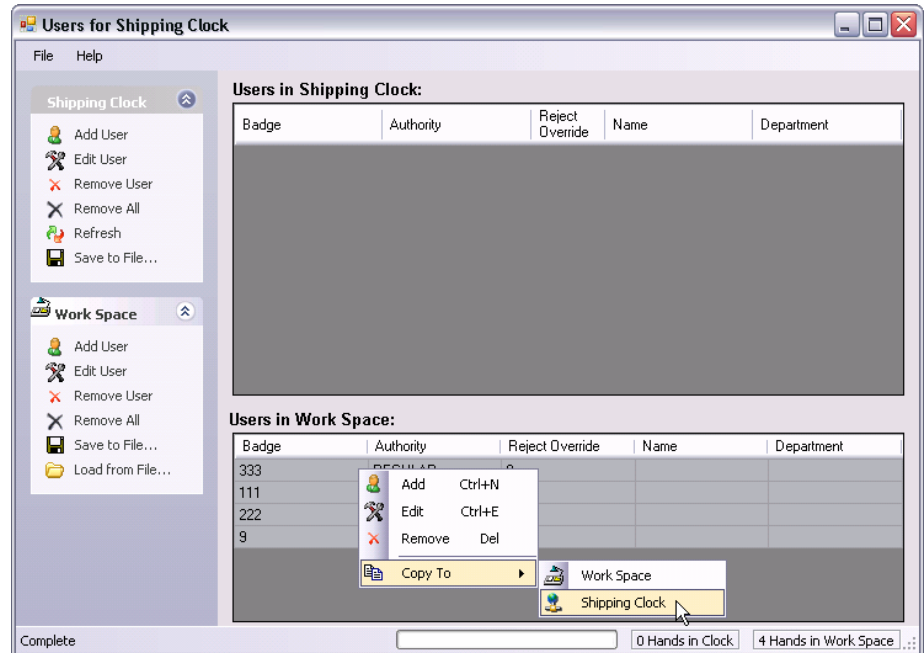 Users for Shipping Clock
File Help
Shipping Clock
Add User
Edit User
Remove User
Remove All
Refresh
Save to File...
Work Space
Add User
Edit User
Remove User
Remove All
Save to File...
Load from File...
Users in Shipping Clock:
Badge Authority Reject Override Name Department
Users in Work Space:
Badge Authority Reject Override Name Department
333 REGULAR
111
222
9
Add Ctrl+N
Edit Ctrl+E
Remove Del
Copy To
Work Space
Shipping Clock
Complete 0 Hands in Clock 4 Hands in Work Space